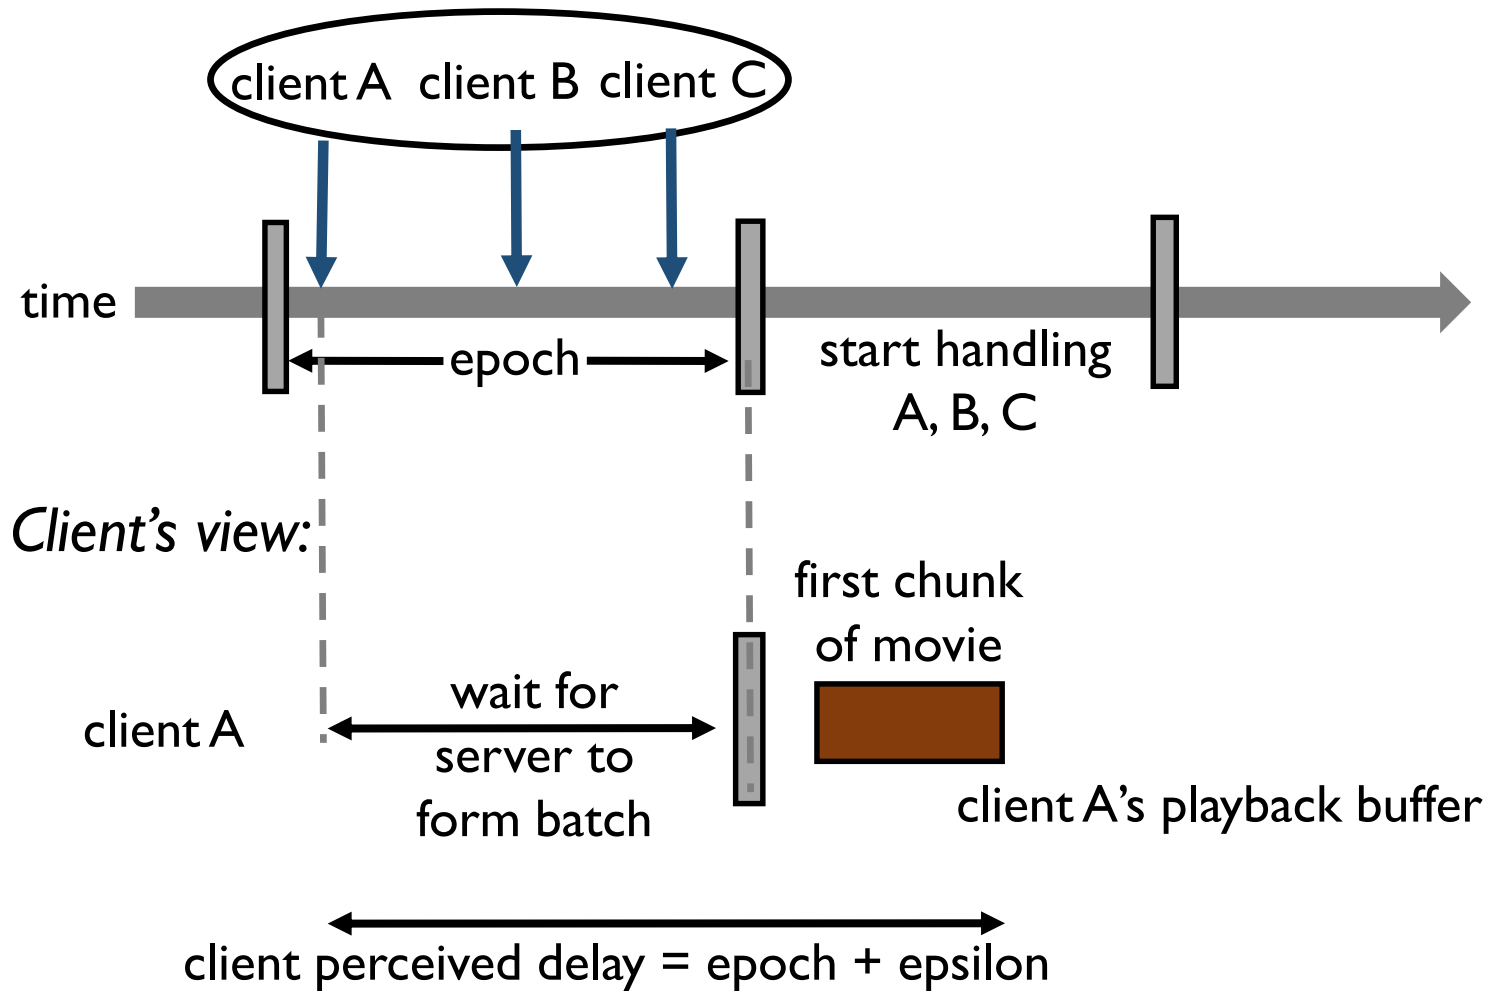 client A client B client C
time
epoch
start handling
A, B, C
Client’s view:
first chunk
of movie
client A
wait for
server to
form batch
client A’s playback buffer
client perceived delay = epoch + epsilon